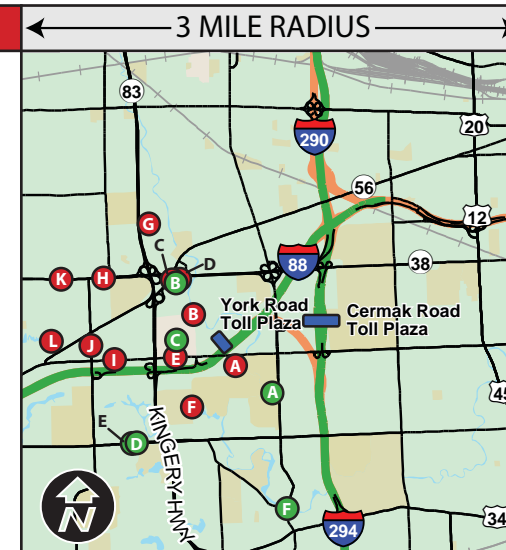 3 MILE RADIUS
83
290
20
56
G
12
C
D
K
H
B
88
38
B
York Road
Toll Plaza
Cermak Road
Toll Plaza
L
J
C
I
E
A
A
F
KINGERY HWY
E
D
F
N
294
34